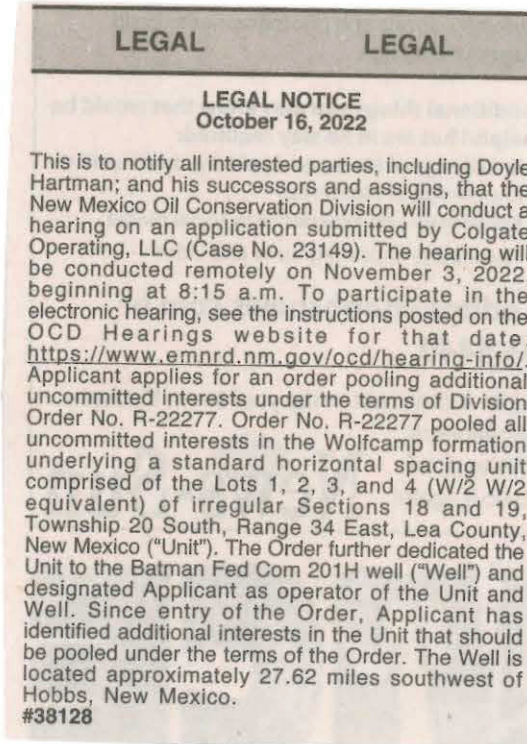 LEGAL LEGAL
LEGAL NOTICE
October 16, 2022
This is to notify all interested parties, including Doyle
Hartman; and his successors and assigns, that the
New Mexico Oil Conservation Division will conduct a
hearing on an application submitted by Colgate
Operating, LLC (Case No. 23149). The hearing will
be conducted remotely on November 3, 2022
beginning at 8:15 a.m. To participate in the
electronic hearing, see the instructions posted on the
OCD Hearings website for that date
https://www.emnrd.nm.gov/ocd/hearing-info/.
Applicant applies for an order pooling additional
uncommitted interests under the terms of Division
Order No. R-22277. Order No. R-22277 pooled all
uncommitted interests in the Wolfcamp formation
underlying a standard horizontal spacing unit
comprised of the Lots 1, 2, 3, and 4 (W/2 W/2
equivalent) of irregular Sections 18 and 19,
Township 20 South, Range 34 East, Lea County,
New Mexico ("Unit"). The Order further dedicated the
Unit to the Batman Fed Com 201H well ("Well") and
designated Applicant as operator of the Unit and
Well. Since entry of the Order, Applicant has
identified additional interests in the Unit that should
be pooled under the terms of the Order. The Well is
located approximately 27.62 miles southwest of
Hobbs, New Mexico.
#38128